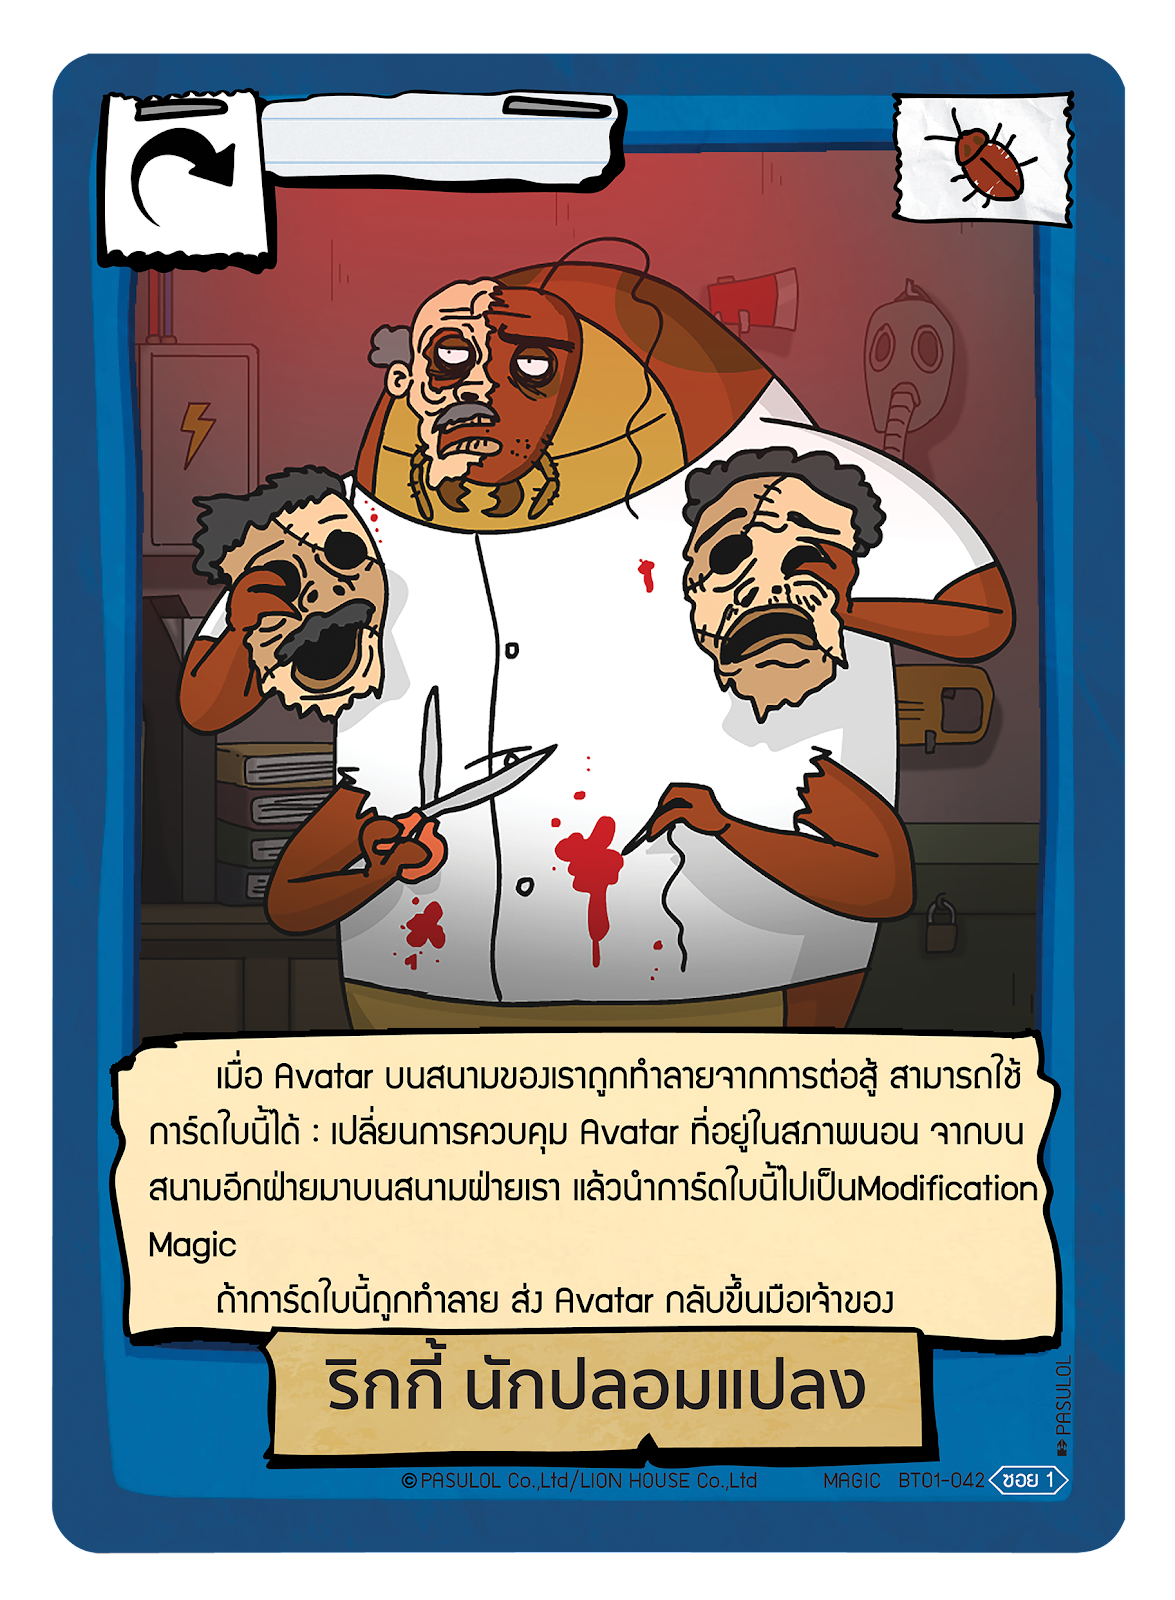 เมื่อ Avatar บนสนามของเราถูกทำลายจากการต่อสู้ สามารถใช้
การ์ดใบนี้ได้ : เปลี่ยนการควบคุม Avatar ที่อยู่ในสภาพนอน จากบน
สนามอีกฝ่ายมาบนสนามฝ่ายเรา แล้วนำการ์ดใบนี้ไปเป็นModification
Magic
ถ้าการ์ดใบนี้ถูกทำลาย ส่ง Avatar กลับขึ้นมือเจ้าของ
ริกกี้ นักปลอมแปลง
PASULOL
©PASULOL Co.,Ltd/LION HOUSE Co.,Ltd MAGIC BT01-042 ซอย 1